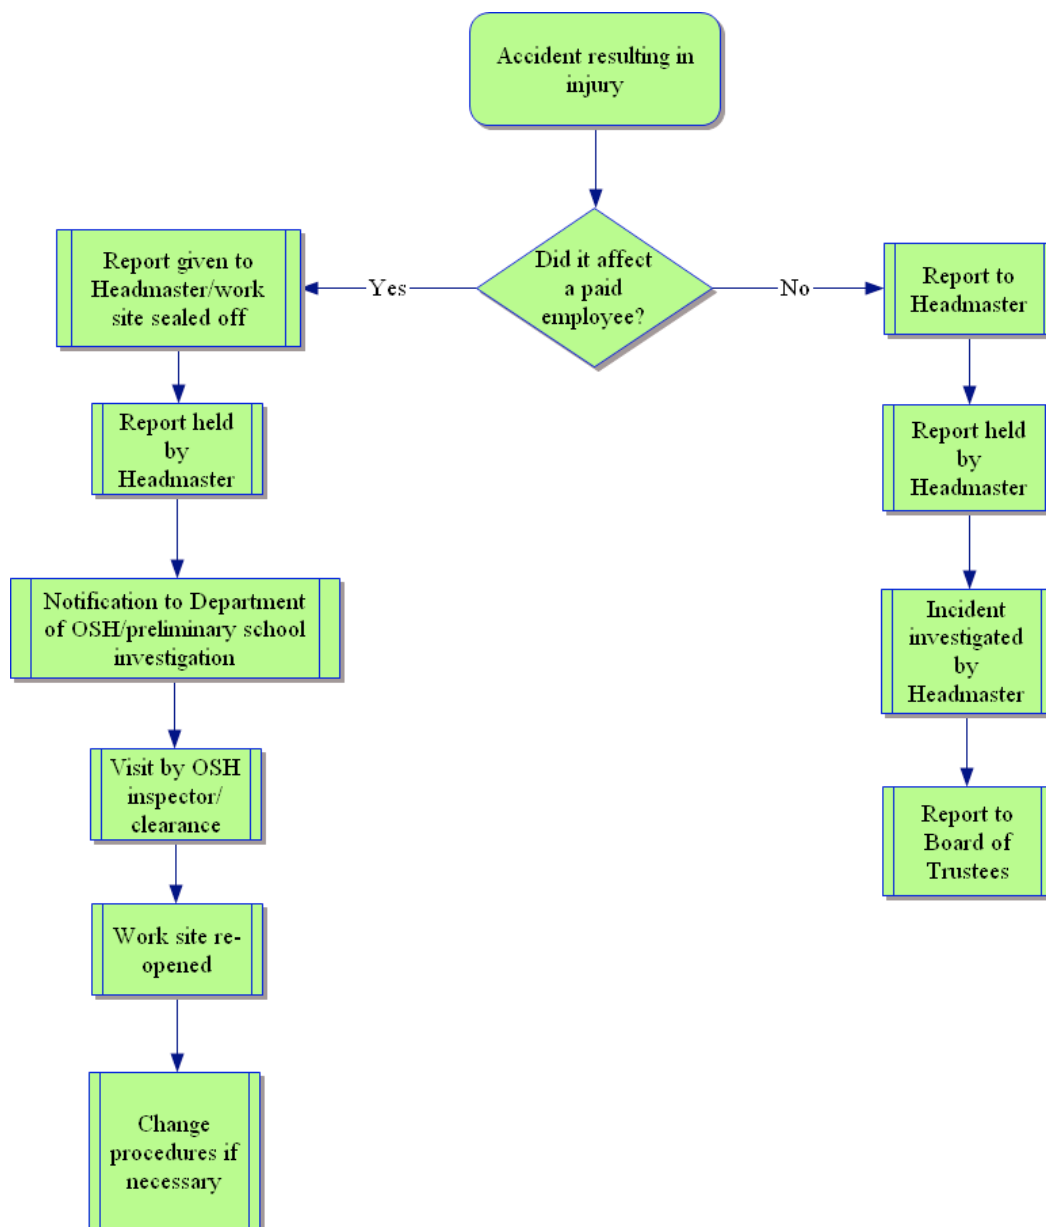 Accident resulting in
injury
Did it affect
a paid
employee?
Yes
No
Report given to
Headmaster/work
site sealed off
Report held
by
Headmaster
Notification to Department
of OSH/preliminary school
investigation
Visit by OSH
inspector/
clearance
Work site re-
opened
Change
procedures if
necessary
Report to
Headmaster
Report held
by
Headmaster
Incident
investigated
by
Headmaster
Report to
Board of
Trustees